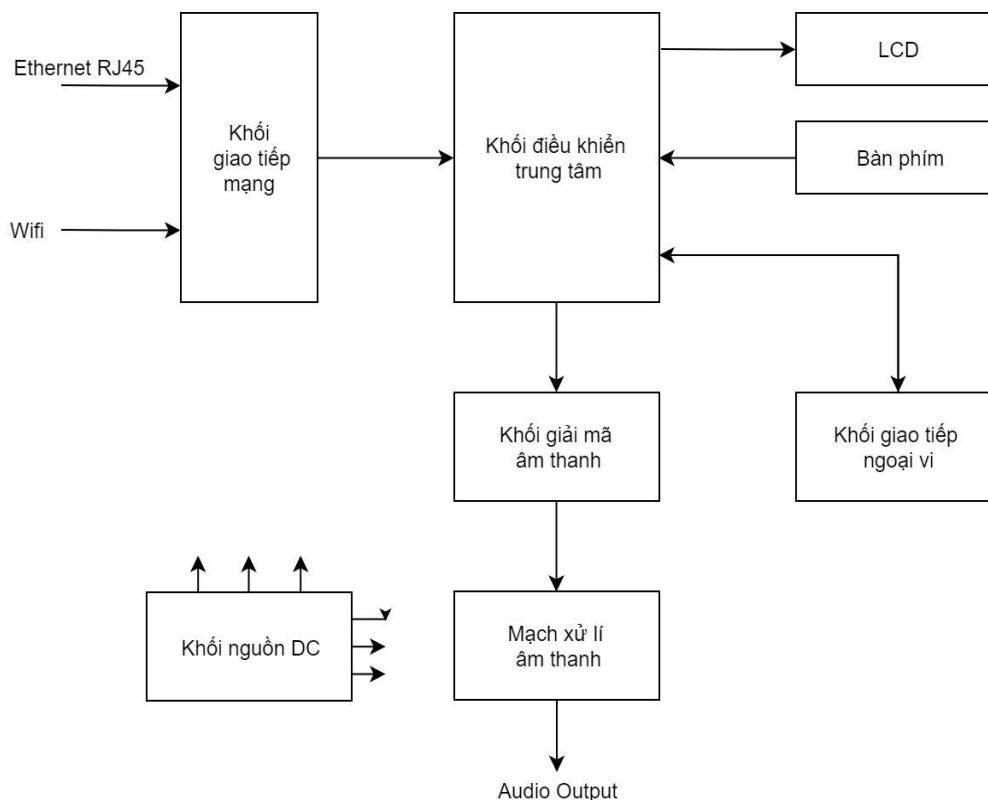 Ethernet RJ45
Wifi
Khối
giao tiếp
mạng
Khối điều khiển
trung tâm
LCD
Bàn phím
Khối giải mã
âm thanh
Khối giao tiếp
ngoại vi
Khối nguồn DC
Mạch xử lí
âm thanh
Audio Output